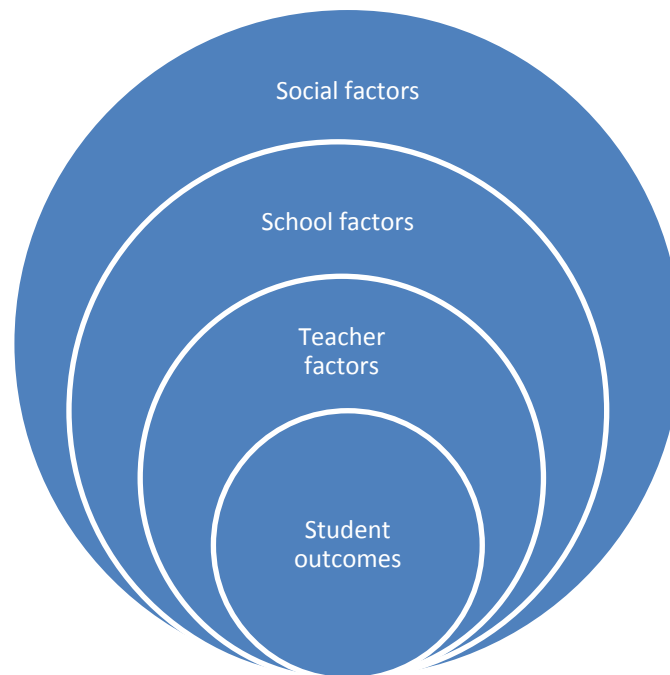 Social factors
School factors
Teacher
factors
Student
outcomes